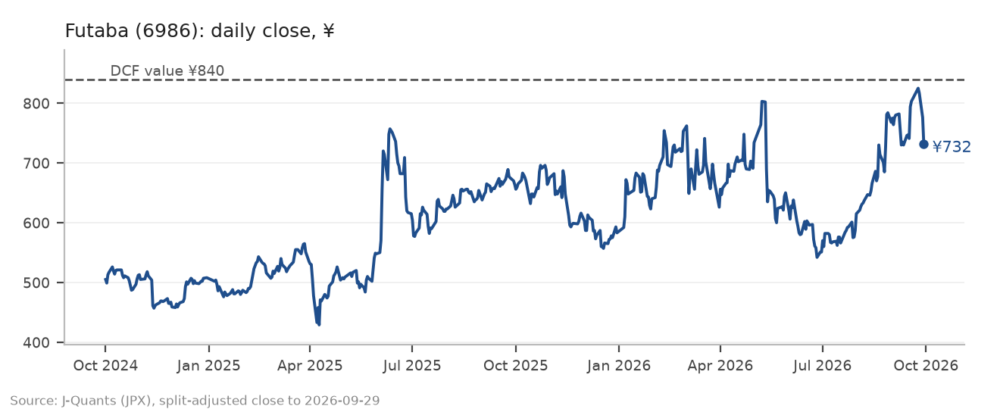 Futaba (6986): daily close, ¥
DCF value ¥840
800
700
600
500
400
¥732
Oct 2024
Jan 2025
Apr 2025
Jul 2025
Oct 2025
Jan 2026
Apr 2026
Jul 2026
Oct 2026
Source: J-Quants (JPX), split-adjusted close to 2026-09-29